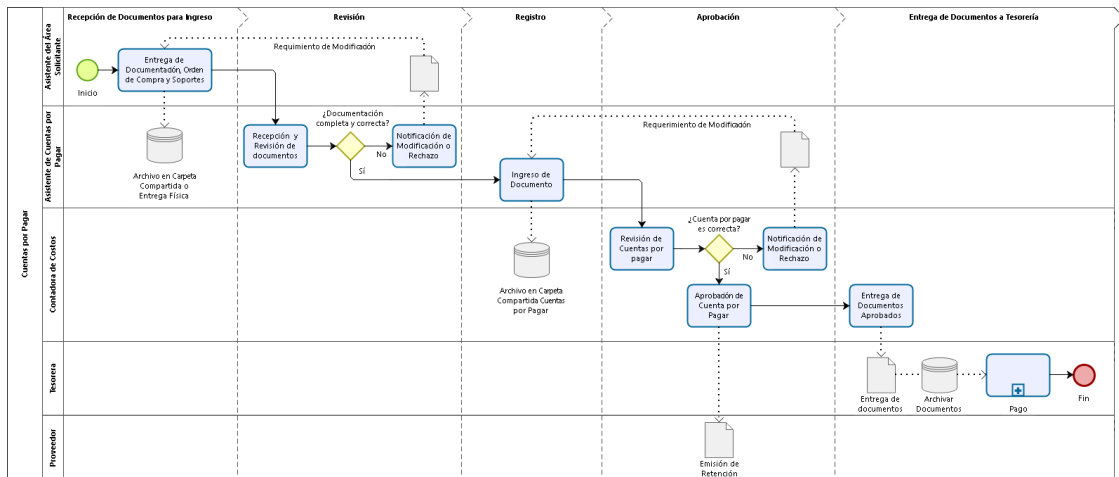 Recepción de Documentos para Ingreso
Revisión
Registro
Aprobación
Entrega de Documentos a Tesorería
Cuentas por Pagar
Asistente del Área
Solicitante
Inicio
Entrega de
Documentación, Orden
de Compra y Soportes
Requimiento de Modificación
Asistente de Cuentas por
Pagar
Archivo en Carpeta
Compartida o
Entrega Física
Recepción y
Revisión de
documentos
¿Documentación
completa y correcta?
No
Sí
Notificación de
Modificación o
Rechazo
Requerimiento de Modificación
Ingreso de
Documento
Contadora de Costos
Archivo en Carpeta
Compartida Cuentas
por Pagar
Revisión de
Cuentas por
pagar
¿Cuenta por pagar
es correcta?
No
Sí
Notificación de
Modificación o
Rechazo
Aprobación de
Cuenta por
Pagar
Entrega de
Documentos
Aprobados
Tesorera
Entrega de
documentos
Archivar
Documentos
Pago
Fin
Proveedor
Emisión de
Retención